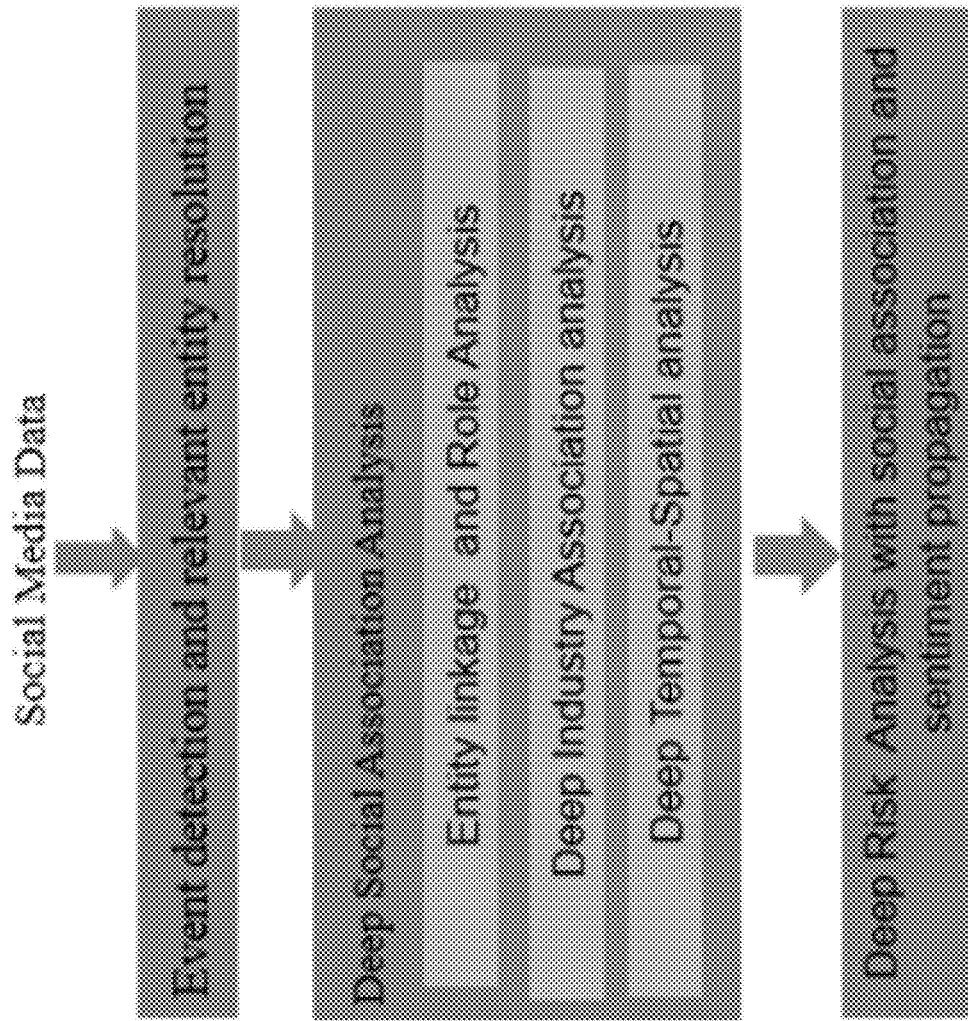 Social Media Data
Event detection and relevant entity resolution
Deep Social Association Analysis
Entity linkage and Role Analysis
Deep Industry Association analysis
Deep Temporal-Spatial analysis
Deep Risk Analysis with social association and
sentiment propagation